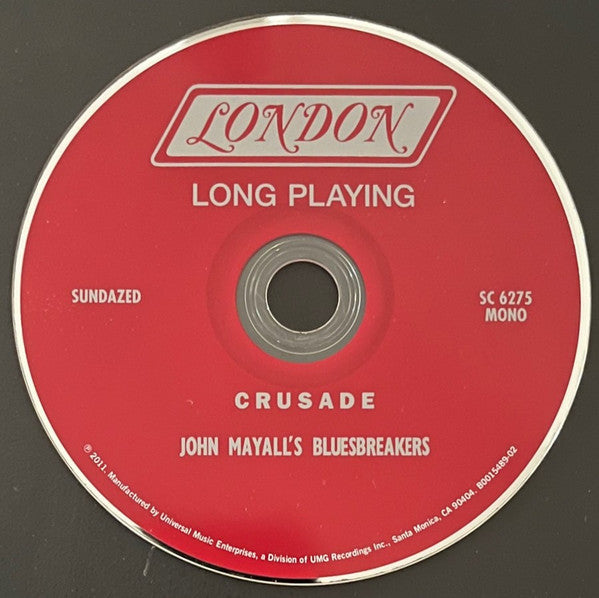 LONDON
LONG PLAYING
SUNDAZED
SC 6275
MONO
CRUSADE
JOHN MAYALL'S BLUESBREAKERS
℗ 2011. Manufactured by Universal Music Enterprises, a Division of UMG Recordings Inc., Santa Monica, CA 90404. B0015489-02